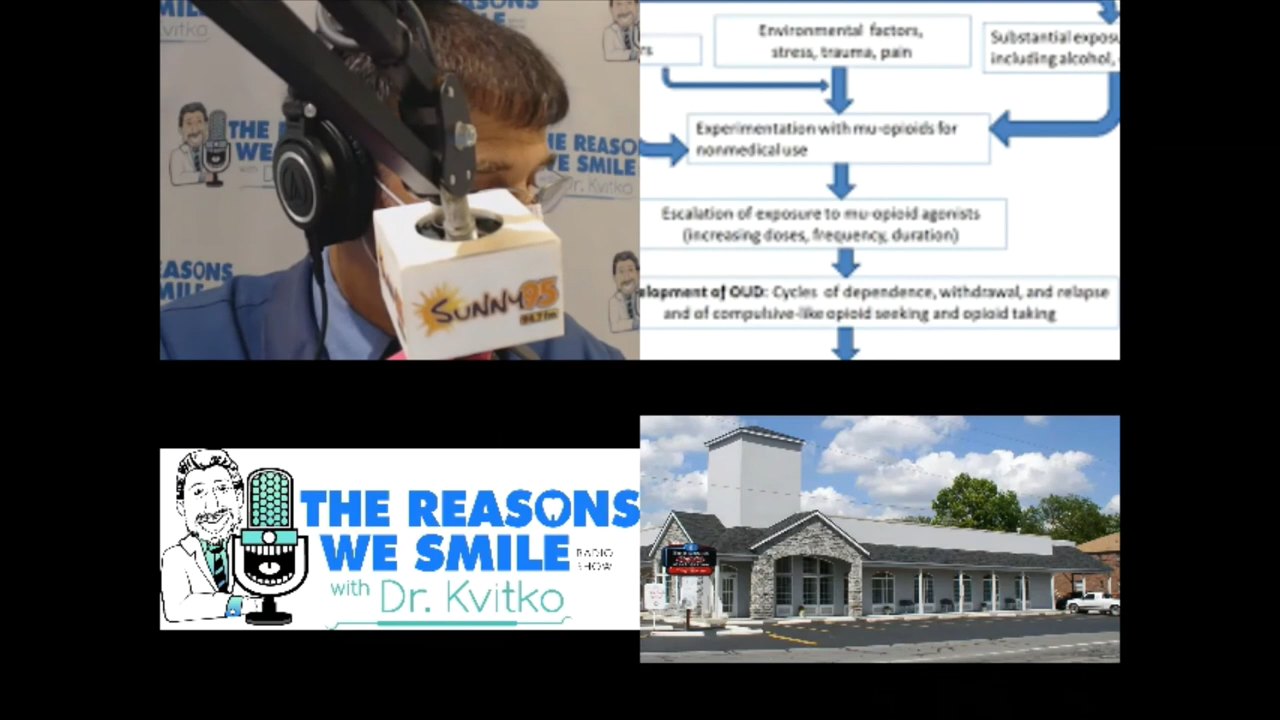 THE REASONS
WE SMILE
Dr. Kvitko
SUNNY95
94.7 fm
Environmental factors,
stress, trauma, pain
Substantial
including alcohol,
Experimentation with mu-opioids for
nonmedical use
Escalation of exposure to mu-opioid agonists
(increasing doses, frequency, duration)
of OUD: Cycles of dependence, withdrawal, and relapse
and of compulsive-like opioid seeking and opioid taking
THE REASONS
WE SMILE RADIO
SHOW
with Dr. Kvitko